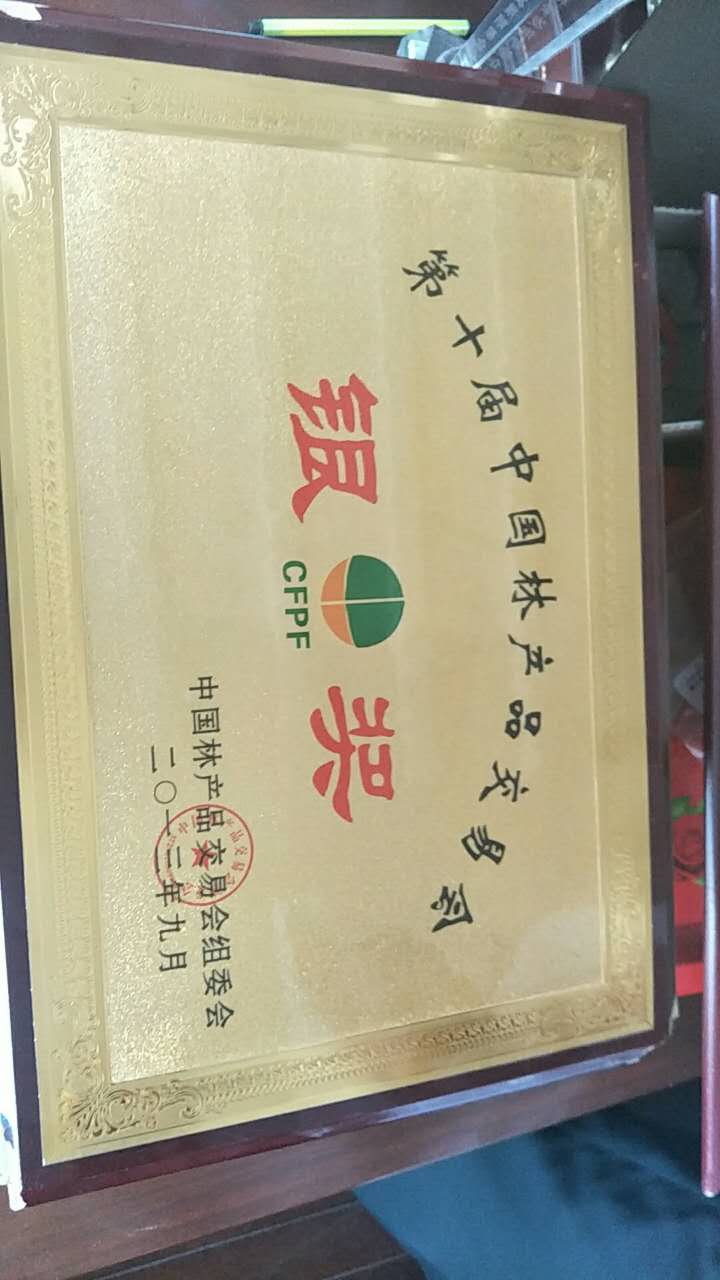 第十届中国林产品交易会
银奖
CFPF
中国林产品交易会组委会
二〇一三年九月